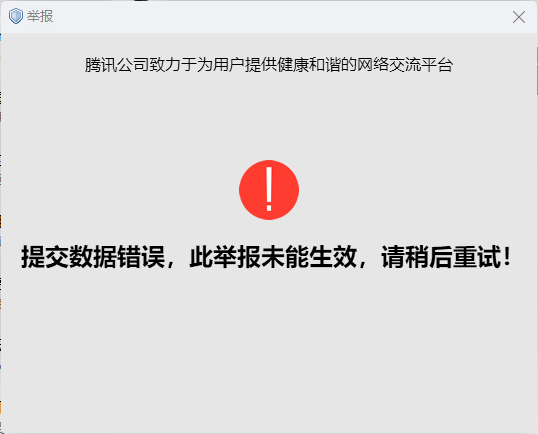 举报
腾讯公司致力于为用户提供健康和谐的网络交流平台
提交数据错误，此举报未能生效，请稍后重试！